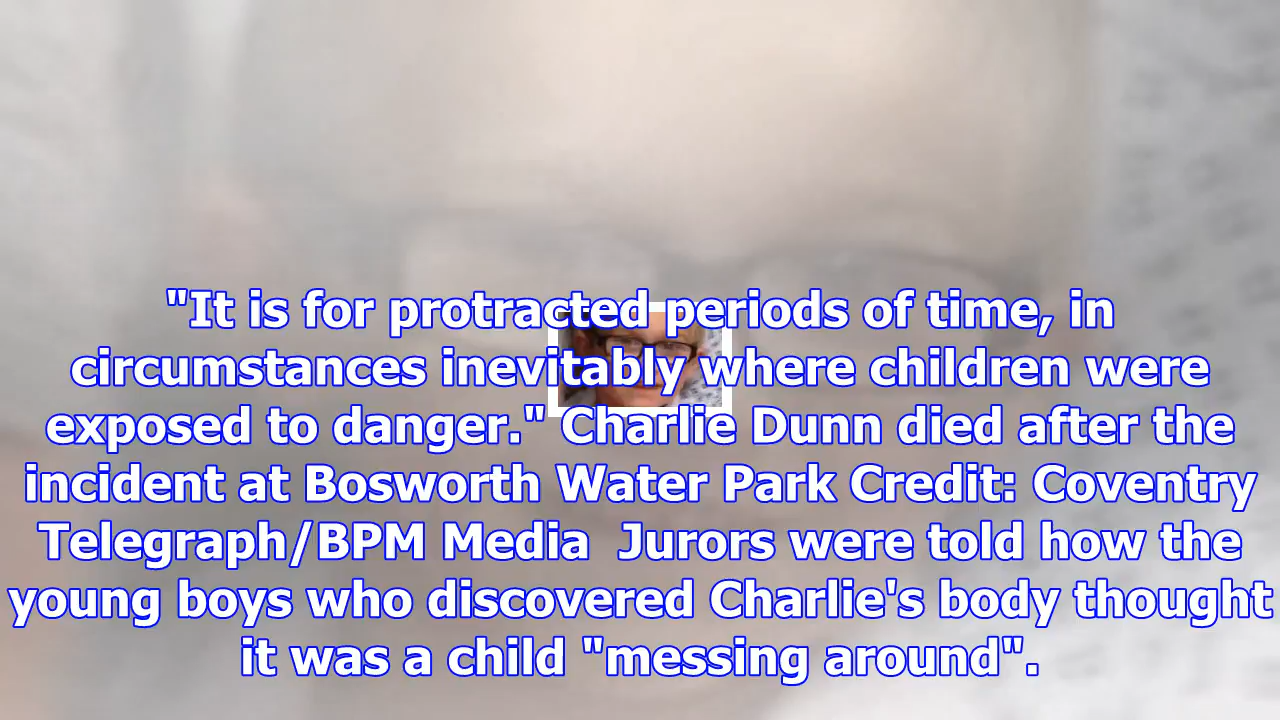 "It is for protracted periods of time, in
circumstances inevitably where children were
exposed to danger." Charlie Dunn died after the
incident at Bosworth Water Park Credit: Coventry
Telegraph/BPM Media  Jurors were told how the
young boys who discovered Charlie's body thought
it was a child "messing around".